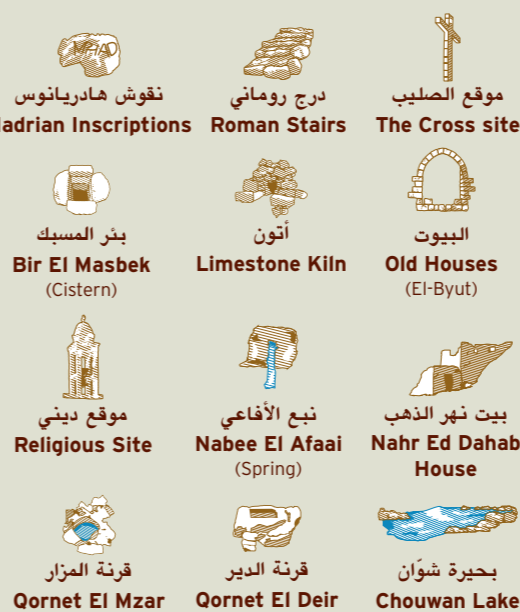 نقوش هادريانوس
Hadrian Inscriptions
درج روماني
Roman Stairs
موقع الصليب
The Cross site
بئر المسبك
Bir El Masbek
(Cistern)
أتون
Limestone Kiln
البيوت
Old Houses
(El-Byut)
موقع ديني
Religious Site
نبع الأفاعي
Nabee El Afaai
(Spring)
بيت نهر الذهب
Nahr Ed Dahab
House
قرنة المزار
Qornet El Mzar
قرنة الدير
Qornet El Deir
بحيرة شوّان
Chouwan Lake